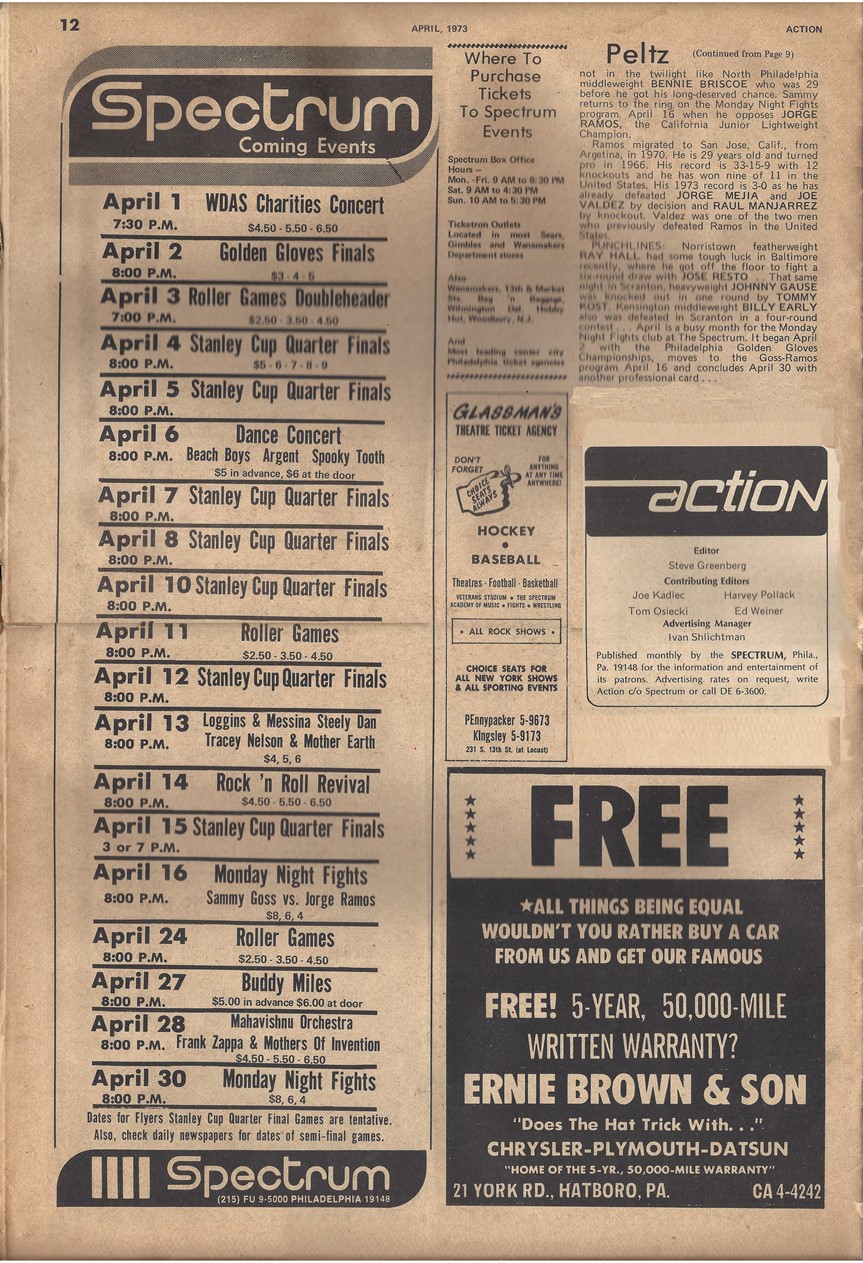 12
APRIL, 1973
ACTION
Spectrum
Coming Events
April 1 WDAS Charities Concert
7:30 P.M. $4.50 - 5.50 - 6.50
April 2 Golden Gloves Finals
8:00 P.M. $3 - 4 - 5
April 3 Roller Games Doubleheader
7:00 P.M. $2.50 - 3.50 - 4.50
April 4 Stanley Cup Quarter Finals
8:00 P.M. $5 - 6 - 7 - 8 - 9
April 5 Stanley Cup Quarter Finals
8:00 P.M.
April 6 Dance Concert
8:00 P.M. Beach Boys Argent Spooky Tooth
$5 in advance, $6 at the door
April 7 Stanley Cup Quarter Finals
8:00 P.M.
April 8 Stanley Cup Quarter Finals
8:00 P.M.
April 10 Stanley Cup Quarter Finals
8:00 P.M.
April 11 Roller Games
8:00 P.M. $2.50 - 3.50 - 4.50
April 12 Stanley Cup Quarter Finals
8:00 P.M.
April 13 Loggins & Messina Steely Dan
8:00 P.M. Tracey Nelson & Mother Earth
$4, 5, 6
April 14 Rock 'n Roll Revival
8:00 P.M. $4.50 - 5.50 - 6.50
April 15 Stanley Cup Quarter Finals
3 or 7 P.M.
April 16 Monday Night Fights
8:00 P.M. Sammy Goss vs. Jorge Ramos
$8, 6, 4
April 24 Roller Games
8:00 P.M. $2.50 - 3.50 - 4.50
April 27 Buddy Miles
8:00 P.M. $5.00 in advance $6.00 at door
April 28 Mahavishnu Orchestra
8:00 P.M. Frank Zappa & Mothers Of Invention
$4.50 - 5.50 - 6.50
April 30 Monday Night Fights
8:00 P.M. $8, 6, 4
Dates for Flyers Stanley Cup Quarter Final Games are tentative.
Also, check daily newspapers for dates of semi-final games.
Spectrum
(215) FU 9-5000 PHILADELPHIA 19148
Where To
Purchase
Tickets
To Spectrum
Events
Spectrum Box Office
Hours —
Mon. -Fri. 9 AM to 8:30 PM
Sat. 9 AM to 4:30 PM
Sun. 10 AM to 5:30 PM
Ticketron Outlets
Located in most Sears,
Gimbles and Wanamakers
Department stores
Also
Wanamakers, 13th & Market
Sts. Bag 'n Baggage,
Wilmington Del. Hobby
Hut, Woodbury, N.J.
And
Most leading center city
Philadelphia ticket agencies
GLASSMAN'S
THEATRE TICKET AGENCY
DON'T
FORGET
CHOICE
SEATS
ALWAYS
FOR
ANYTHING
AT ANY TIME
ANYWHERE!
HOCKEY
•
BASEBALL
Theatres · Football · Basketball
VETERANS STADIUM • THE SPECTRUM
ACADEMY OF MUSIC • FIGHTS • WRESTLING
• ALL ROCK SHOWS •
CHOICE SEATS FOR
ALL NEW YORK SHOWS
& ALL SPORTING EVENTS
PEnnypacker 5-9673
KIngsley 5-9173
231 S. 13th St. (at Locust)
Peltz (Continued from Page 9)
not in the twilight like North Philadelphia
middleweight BENNIE BRISCOE who was 29
before he got his long-deserved chance. Sammy
returns to the ring on the Monday Night Fights
program April 16 when he opposes JORGE
RAMOS, the California Junior Lightweight
Champion.
Ramos migrated to San Jose, Calif., from
Argetina, in 1970. He is 29 years old and turned
pro in 1966. His record is 33-15-9 with 12
knockouts and he has won nine of 11 in the
United States. His 1973 record is 3-0 as he has
already defeated JORGE MEJIA and JOE
VALDEZ by decision and RAUL MANJARREZ
by knockout. Valdez was one of the two men
who previously defeated Ramos in the United
States.
PUNCHLINES: Norristown featherweight
RAY HALL had some tough luck in Baltimore
recently, where he got off the floor to fight a
six-round draw with JOSE RESTO . . . That same
night in Scranton, heavyweight JOHNNY GAUSE
was knocked out in one round by TOMMY
KOST. Kensington middleweight BILLY EARLY
also was defeated in Scranton in a four-round
contest . . . April is a busy month for the Monday
Night Fights club at The Spectrum. It began April
2 with the Philadelphia Golden Gloves
Championships, moves to the Goss-Ramos
program April 16 and concludes April 30 with
another professional card . . .
action
Editor
Steve Greenberg
Contributing Editors
Joe Kadlec Harvey Pollack
Tom Osiecki Ed Weiner
Advertising Manager
Ivan Shlichtman
Published monthly by the SPECTRUM, Phila.,
Pa. 19148 for the information and entertainment of
its patrons. Advertising rates on request, write
Action c/o Spectrum or call DE 6-3600.
FREE
★ALL THINGS BEING EQUAL
WOULDN'T YOU RATHER BUY A CAR
FROM US AND GET OUR FAMOUS
FREE! 5-YEAR, 50,000-MILE
WRITTEN WARRANTY?
ERNIE BROWN & SON
"Does The Hat Trick With. . ."
CHRYSLER-PLYMOUTH-DATSUN
"HOME OF THE 5-YR., 50,000-MILE WARRANTY"
21 YORK RD., HATBORO, PA. CA 4-4242